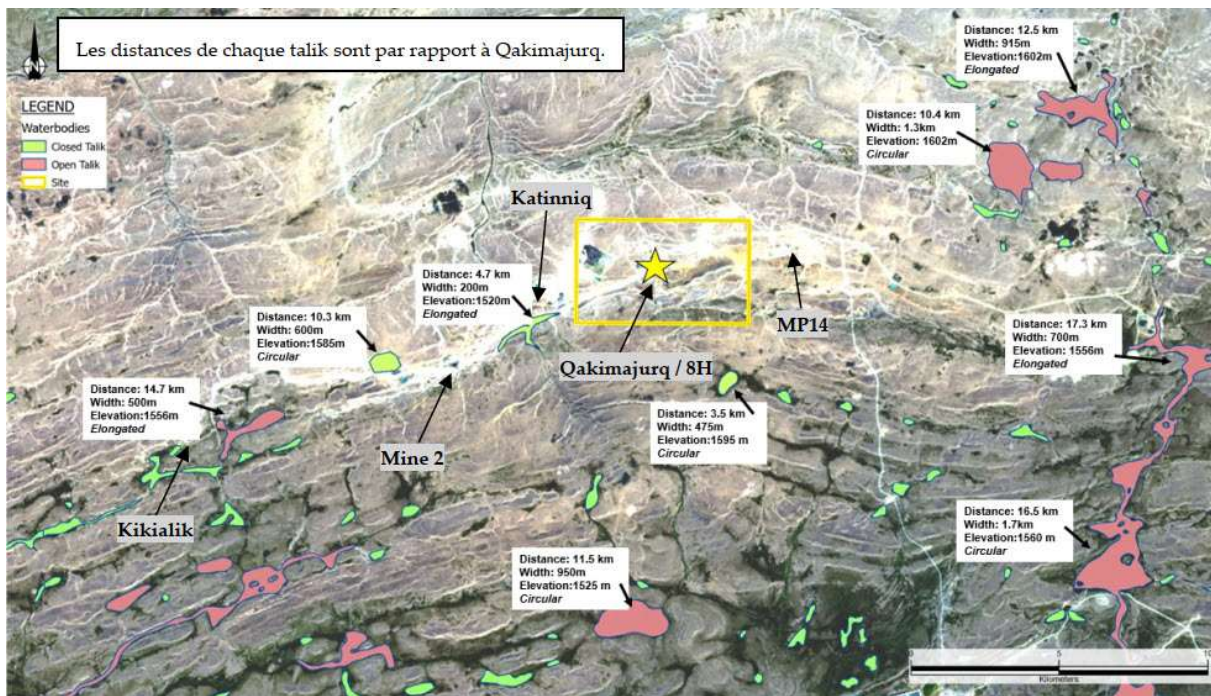 Les distances de chaque talik sont par rapport à Qakimajurq.
N
LEGEND
Waterbodies
Closed Talik
Open Talik
Site
Distance: 12.5 km
Width: 915m
Elevation:1602m
Elongated
Distance: 10.4 km
Width: 1.3km
Elevation: 1602m
Circular
Katinniq
Distance: 4.7 km
Width: 200m
Elevation:1520m
Elongated
MP14
Distance: 10.3 km
Width: 600m
Elevation:1585m
Circular
Distance: 17.3 km
Width: 700m
Elevation: 1556m
Elongated
Qakimajurq / 8H
Distance: 14.7 km
Width: 500m
Elevation:1556m
Elongated
Distance: 3.5 km
Width: 475m
Elevation:1595 m
Circular
Mine 2
Kikialik
Distance: 16.5 km
Width: 1.7km
Elevation:1560 m
Circular
Distance: 11.5 km
Width: 950m
Elevation:1525 m
Circular
0 5 10
Kilometers